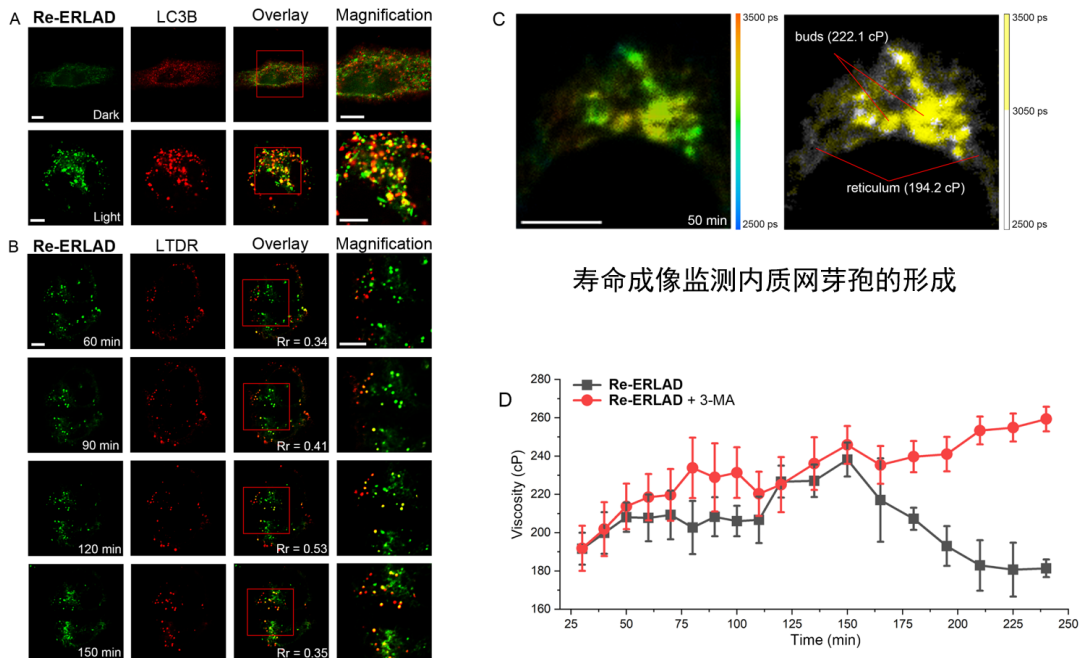 A
Re-ERLAD LC3B Overlay Magnification
Dark
Light
B
Re-ERLAD LTDR Overlay Magnification
60 min
Rr = 0.34
90 min
Rr = 0.41
120 min
Rr = 0.53
150 min
Rr = 0.35
C
50 min
3500 ps
2500 ps
buds (222.1 cP)
reticulum (194.2 cP)
3500 ps
3050 ps
2500 ps
寿命成像监测内质网芽孢的形成
D
Re-ERLAD
Re-ERLAD + 3-MA
Viscosity (cP)
280
260
240
220
200
180
160
25 50 75 100 125 150 175 200 225 250
Time (min)